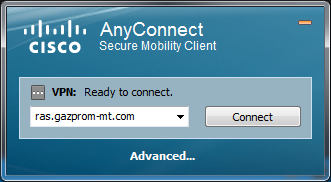 CISCO
AnyConnect
Secure Mobility Client
VPN: Ready to connect.
ras.gazprom-mt.com
Connect
Advanced...